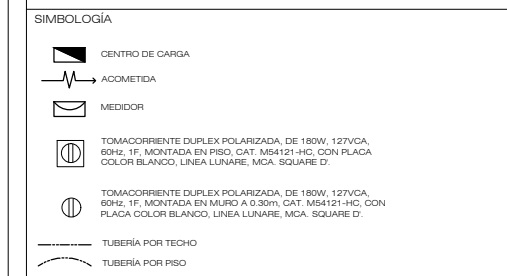 SIMBOLOGÍA
CENTRO DE CARGA
ACOMETIDA
MEDIDOR
TOMACORRIENTE DUPLEX POLARIZADA, DE 180W, 127VCA,
60Hz, 1F, MONTADA EN PISO, CAT. M54121-HC, CON PLACA
COLOR BLANCO, LINEA LUNARE, MCA. SQUARE D'.
TOMACORRIENTE DUPLEX POLARIZADA, DE 180W, 127VCA,
60Hz, 1F, MONTADA EN MURO A 0.30m, CAT. M54121-HC, CON
PLACA COLOR BLANCO, LINEA LUNARE, MCA. SQUARE D'.
TUBERÍA POR TECHO
TUBERÍA POR PISO